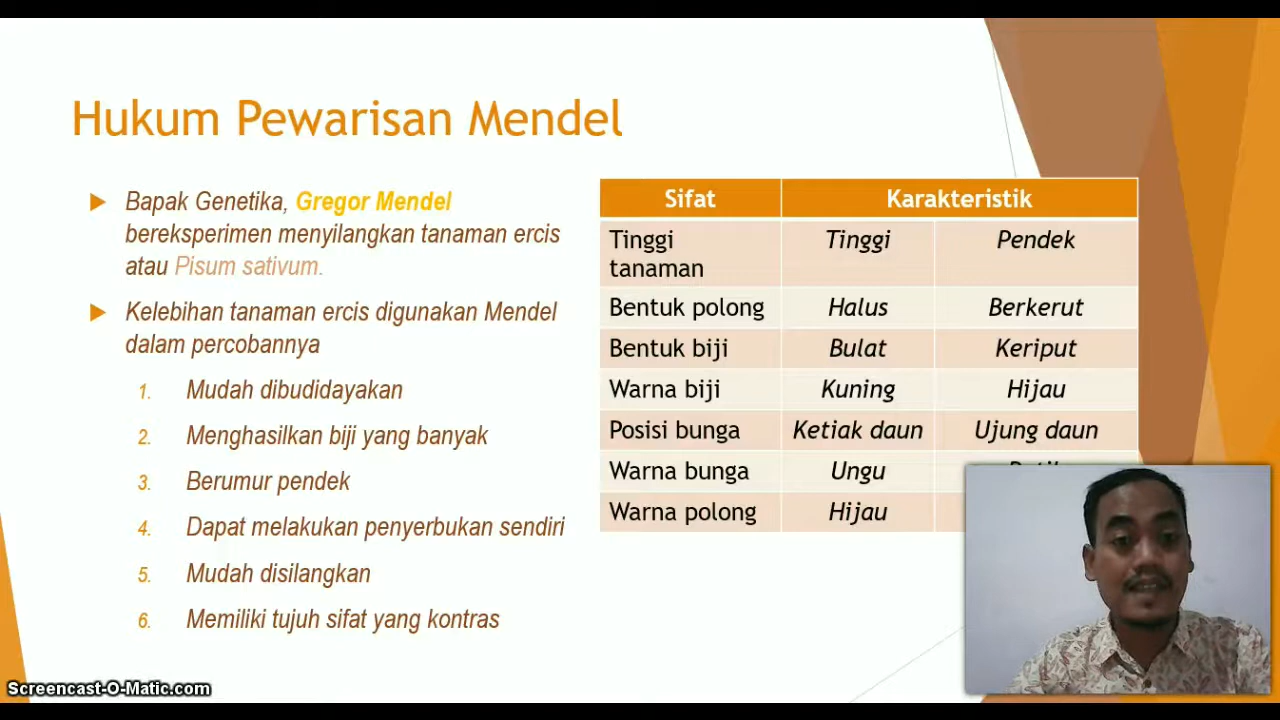 Hukum Pewarisan Mendel
Bapak Genetika, Gregor Mendel
bereksperimen menyilangkan tanaman ercis
atau Pisum sativum.
Kelebihan tanaman ercis digunakan Mendel
dalam percobannya
1. Mudah dibudidayakan
2. Menghasilkan biji yang banyak
3. Berumur pendek
4. Dapat melakukan penyerbukan sendiri
5. Mudah disilangkan
6. Memiliki tujuh sifat yang kontras
Sifat Karakteristik
Tinggi tanaman Tinggi Pendek
Bentuk polong Halus Berkerut
Bentuk biji Bulat Keriput
Warna biji Kuning Hijau
Posisi bunga Ketiak daun Ujung daun
Warna bunga Ungu
Warna polong Hijau
Screencast-O-Matic.com